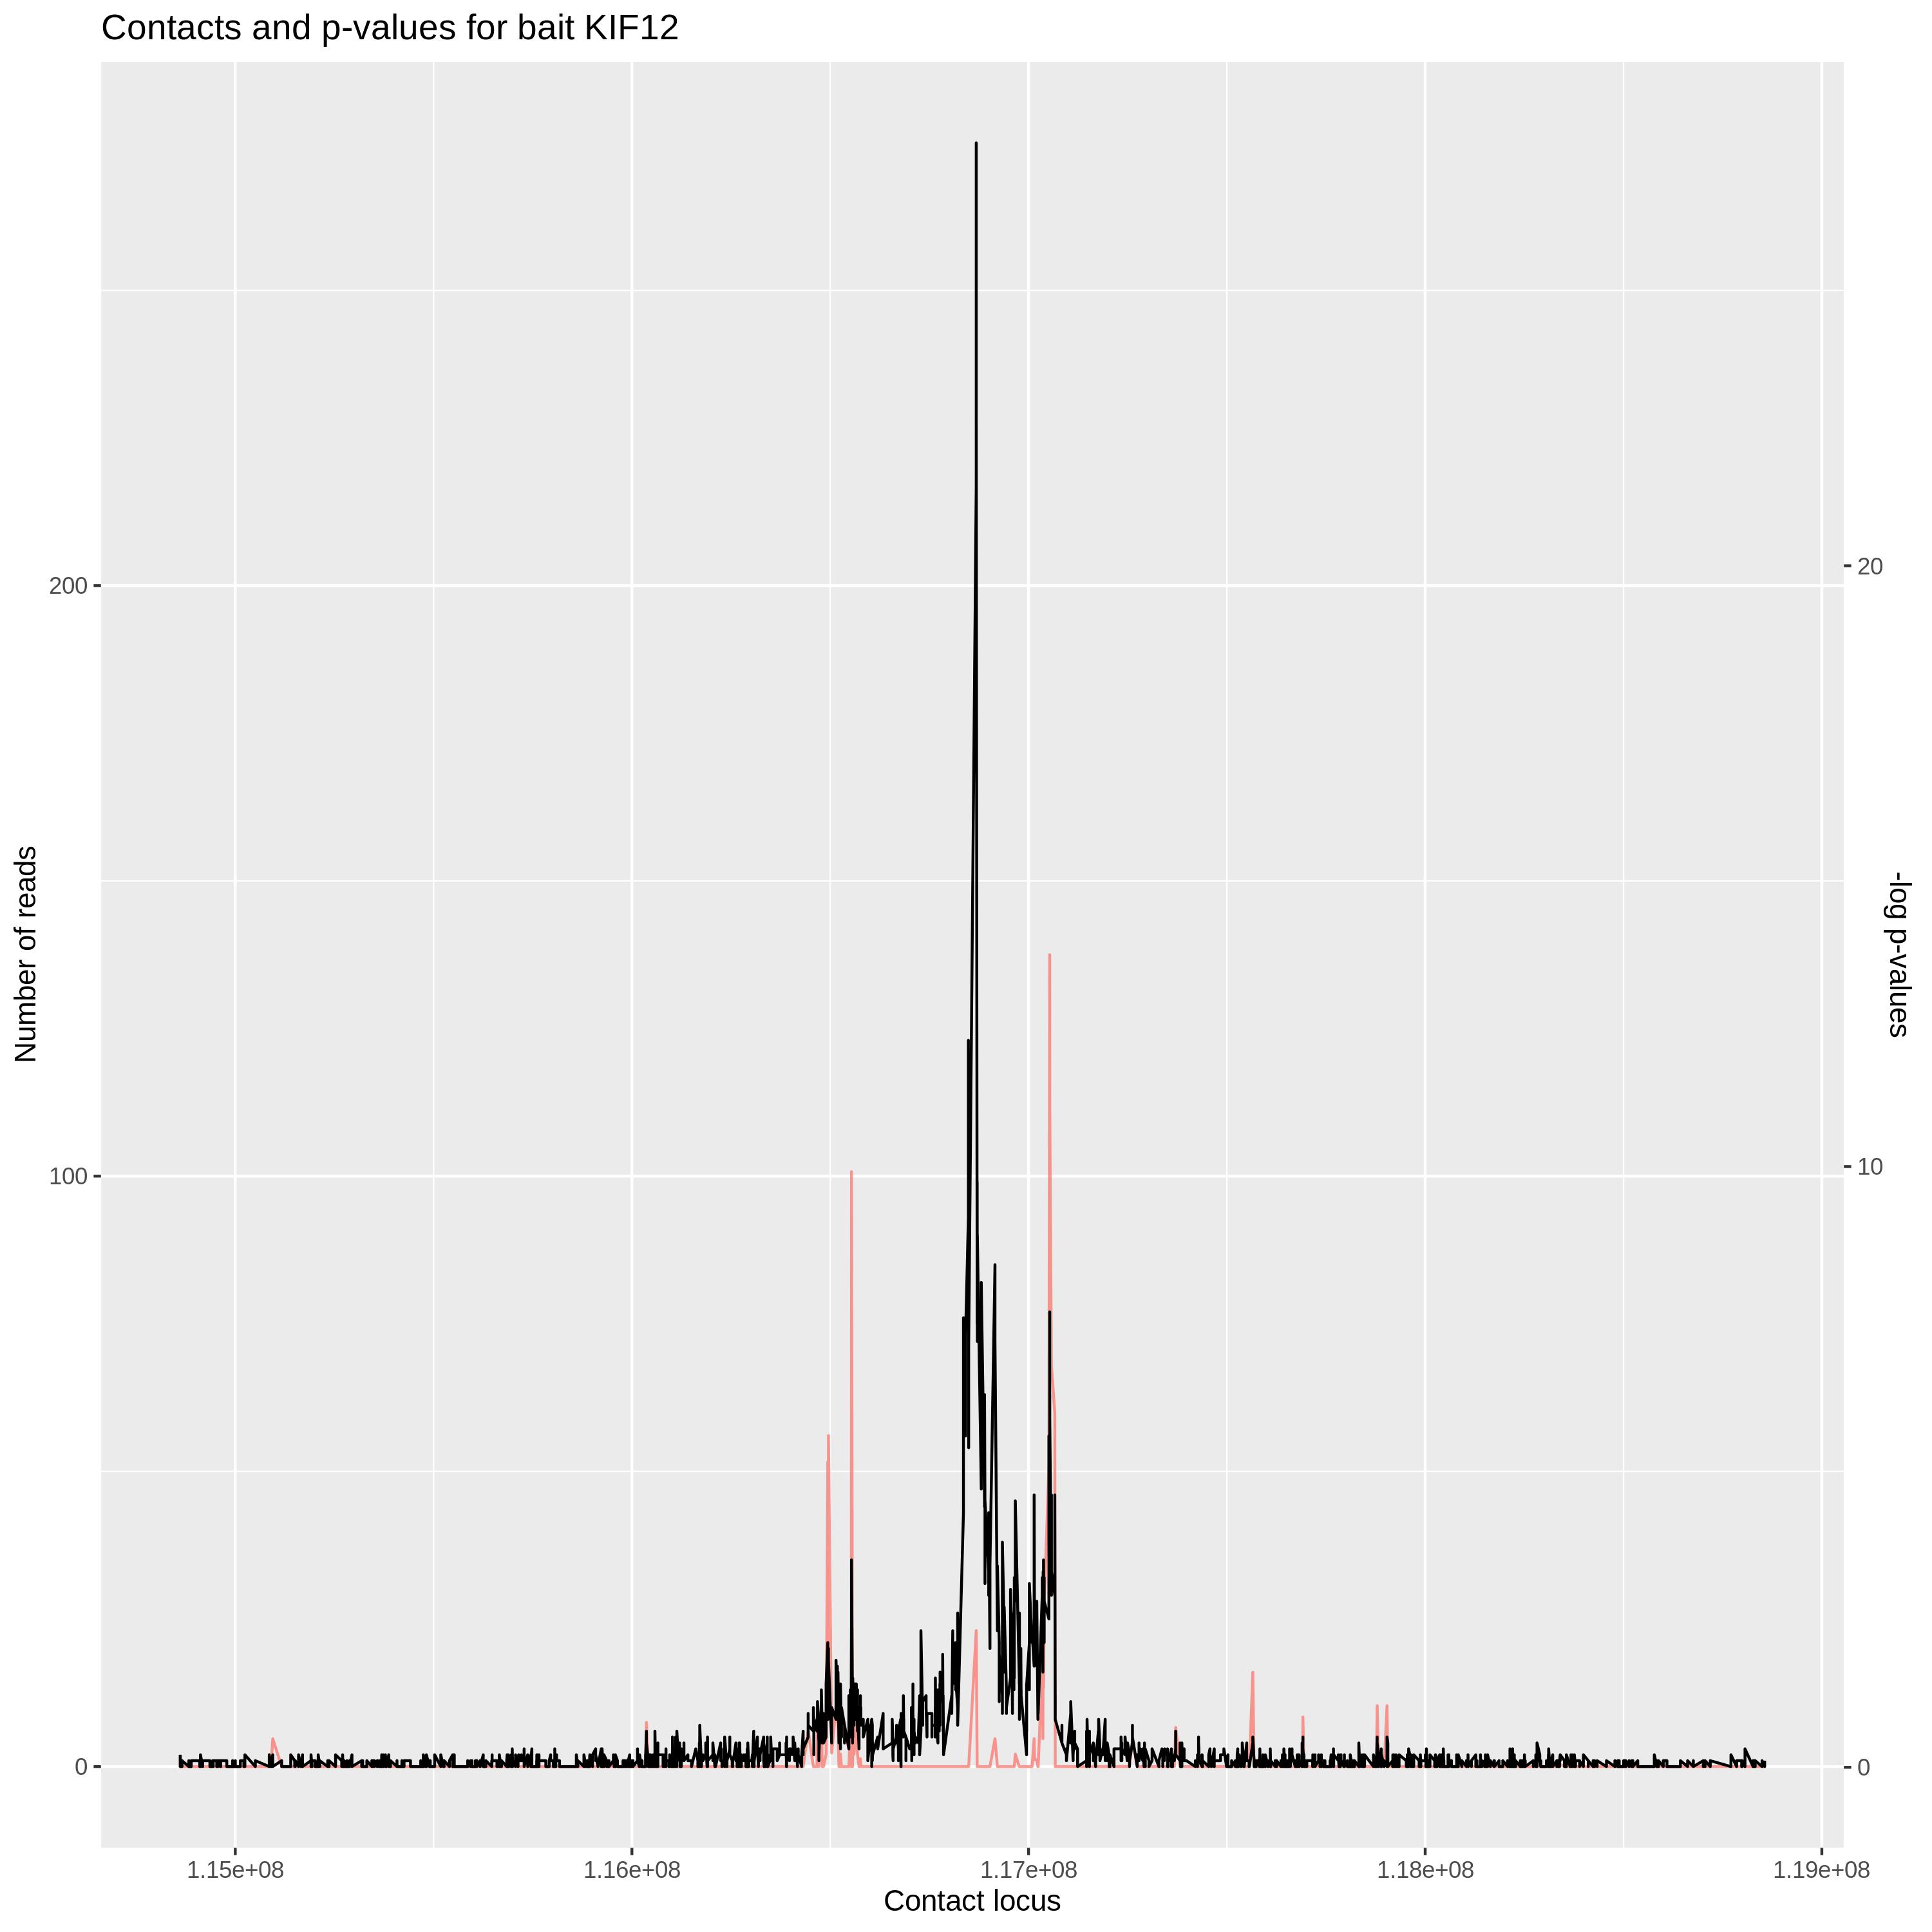 Contacts and p-values for bait KIF12
Number of reads
200
100
0
20
10
0
-log p-values
1.15e+08
1.16e+08
1.17e+08
1.18e+08
1.19e+08
Contact locus